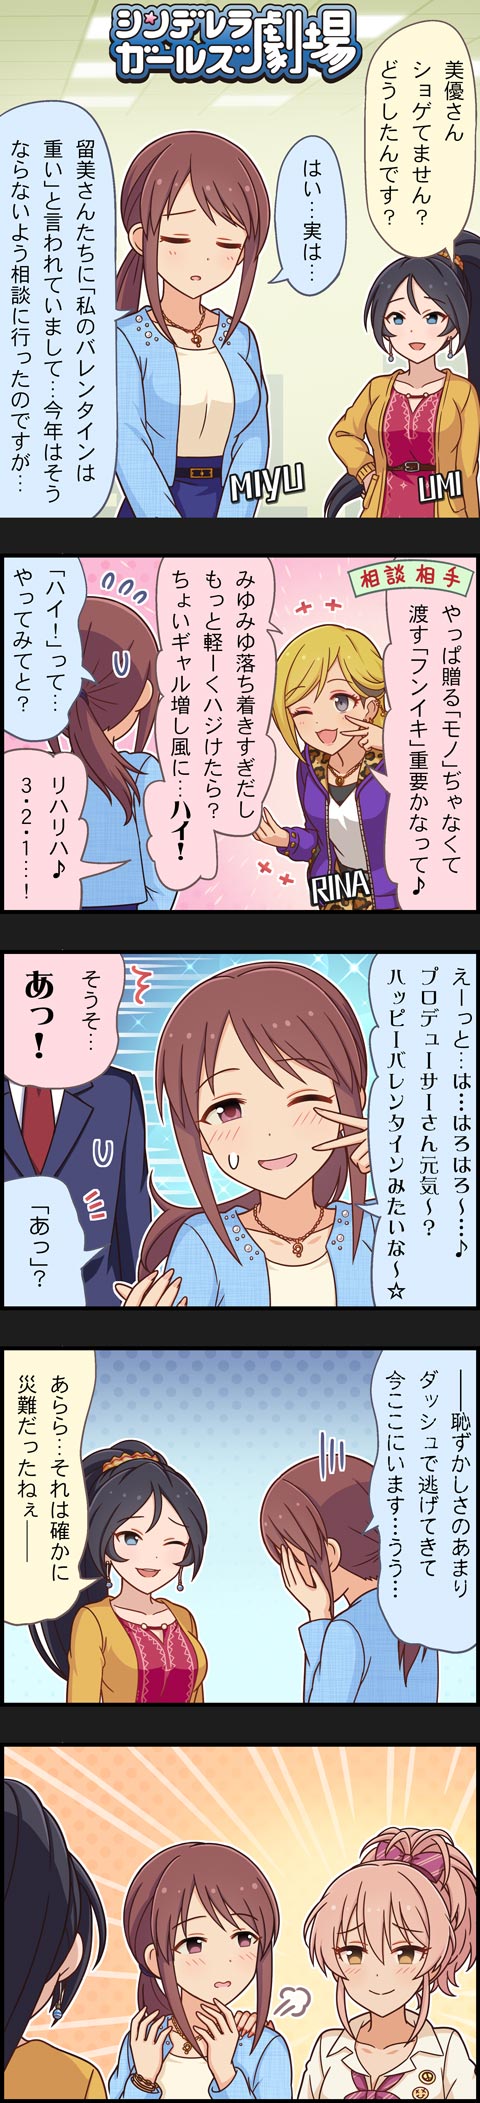 シンデレラ
ガールズ劇場
美優さん
ショゲてません？
どうしたんです？
はい…実は…
留美さんたちに「私のバレンタインは
重い」と言われていまして…今年はそう
ならないよう相談に行ったのですが…
MIYU
UMI
相談相手
やっぱ贈る「モノ」ぢゃなくて
渡す「フンイキ」重要かなって♪
みゆみゆ落ち着きすぎだし
もっと軽ーくハジけたら？
ちょいギャル増し風に…ハイ！
RINA
「ハイ！」って…
やってみてと？
リハリハ♪
3・2・1…！
えーっと…は…はろはろ〜…♪
プロデューサーさん元気〜？
ハッピーバレンタインみたいな〜☆
そうそ…
あっ！
「あっ」？
──恥ずかしさのあまり
ダッシュで逃げてきて
今ここにいます…うう…
あらら…それは確かに
災難だったねぇ──